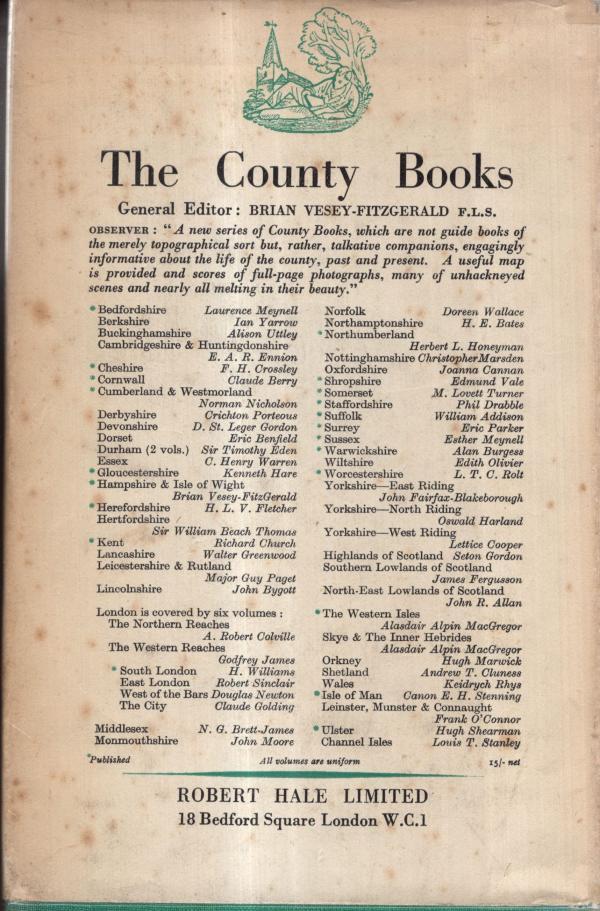 The County Books
General Editor: BRIAN VESEY-FITZGERALD F.L.S.
OBSERVER: "A new series of County Books, which are not guide books of
the merely topographical sort but, rather, talkative companions, engagingly
informative about the life of the county, past and present. A useful map
is provided and scores of full-page photographs, many of unhackneyed
scenes and nearly all melting in their beauty."
*Bedfordshire Laurence Meynell
Berkshire Ian Yarrow
Buckinghamshire Alison Uttley
Cambridgeshire & Huntingdonshire
E. A. R. Ennion
*Cheshire F. H. Crossley
*Cornwall Claude Berry
*Cumberland & Westmorland
Norman Nicholson
Derbyshire Crichton Porteous
Devonshire D. St. Leger Gordon
Dorset Eric Benfield
Durham (2 vols.) Sir Timothy Eden
Essex C. Henry Warren
*Gloucestershire Kenneth Hare
*Hampshire & Isle of Wight
Brian Vesey-FitzGerald
*Herefordshire H. L. V. Fletcher
Hertfordshire
Sir William Beach Thomas
*Kent Richard Church
Lancashire Walter Greenwood
Leicestershire & Rutland
Major Guy Paget
Lincolnshire John Bygott
London is covered by six volumes:
The Northern Reaches
A. Robert Colville
The Western Reaches
Godfrey James
*South London H. Williams
East London Robert Sinclair
West of the Bars Douglas Newton
The City Claude Golding
Middlesex N. G. Brett-James
Monmouthshire John Moore
Norfolk Doreen Wallace
Northamptonshire H. E. Bates
*Northumberland
Herbert L. Honeyman
Nottinghamshire Christopher Marsden
Oxfordshire Joanna Cannan
*Shropshire Edmund Vale
*Somerset M. Lovett Turner
*Staffordshire Phil Drabble
*Suffolk William Addison
*Surrey Eric Parker
*Sussex Esther Meynell
*Warwickshire Alan Burgess
Wiltshire Edith Olivier
*Worcestershire L. T. C. Rolt
Yorkshire—East Riding
John Fairfax-Blakeborough
Yorkshire—North Riding
Oswald Harland
Yorkshire—West Riding
Lettice Cooper
Highlands of Scotland Seton Gordon
Southern Lowlands of Scotland
James Fergusson
North-East Lowlands of Scotland
John R. Allan
*The Western Isles
Alasdair Alpin MacGregor
Skye & The Inner Hebrides
Alasdair Alpin MacGregor
Orkney Hugh Marwick
Shetland Andrew T. Cluness
Wales Keidrych Rhys
*Isle of Man Canon E. H. Stenning
Leinster, Munster & Connaught
Frank O'Connor
*Ulster Hugh Shearman
Channel Isles Louis T. Stanley
*Published All volumes are uniform 15/- net
ROBERT HALE LIMITED
18 Bedford Square London W.C.1